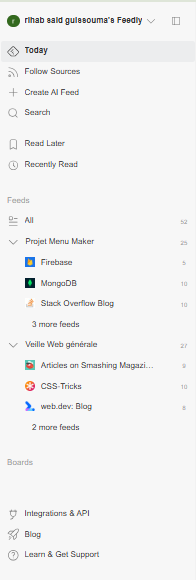 r rihab said guissouma's Feedly
Today
Follow Sources
Create AI Feed
Search
Read Later
Recently Read
Feeds
All 52
Projet Menu Maker 25
Firebase 5
MongoDB 10
Stack Overflow Blog 10
3 more feeds
Veille Web générale 27
Articles on Smashing Magazi... 9
CSS-Tricks 10
web.dev: Blog 8
2 more feeds
Boards
Integrations & API
Blog
Learn & Get Support